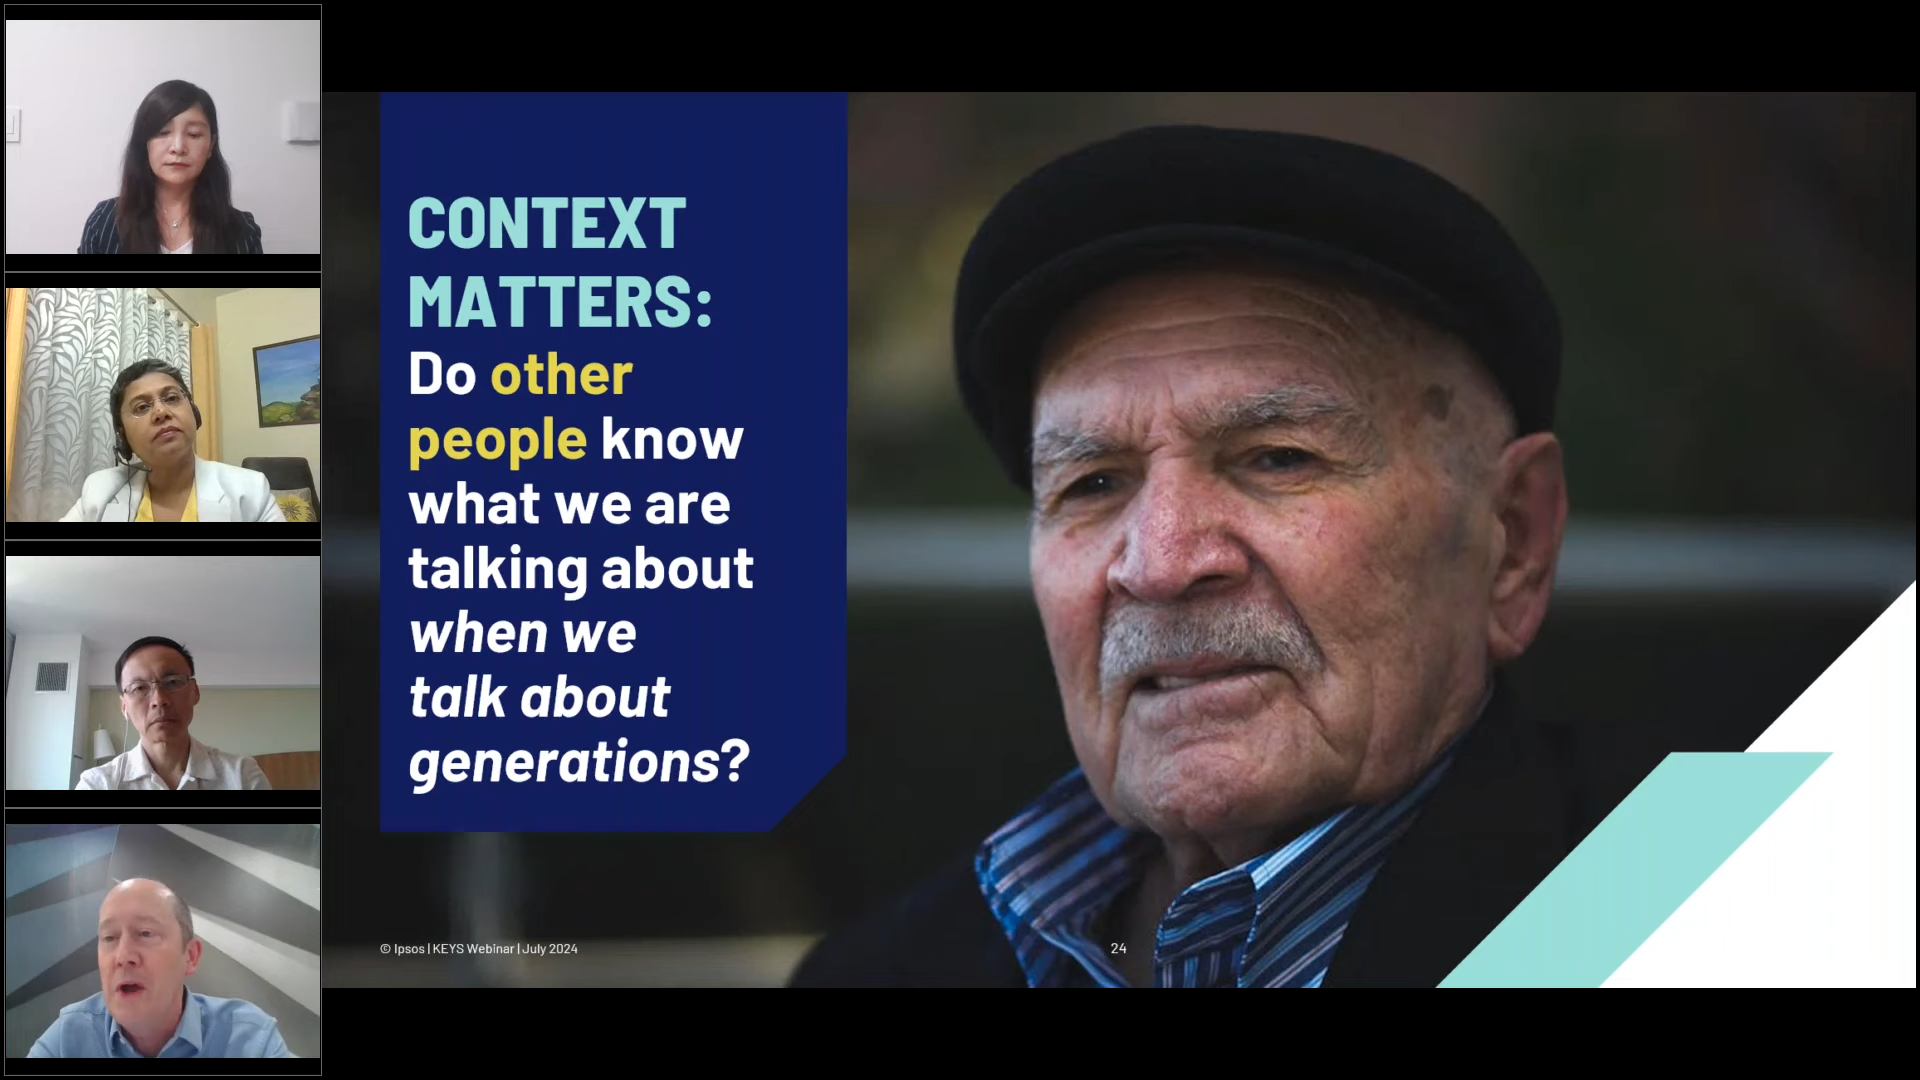 CONTEXT
MATTERS:
Do other
people know
what we are
talking about
when we
talk about
generations?
© Ipsos | KEYS Webinar | July 2024
24